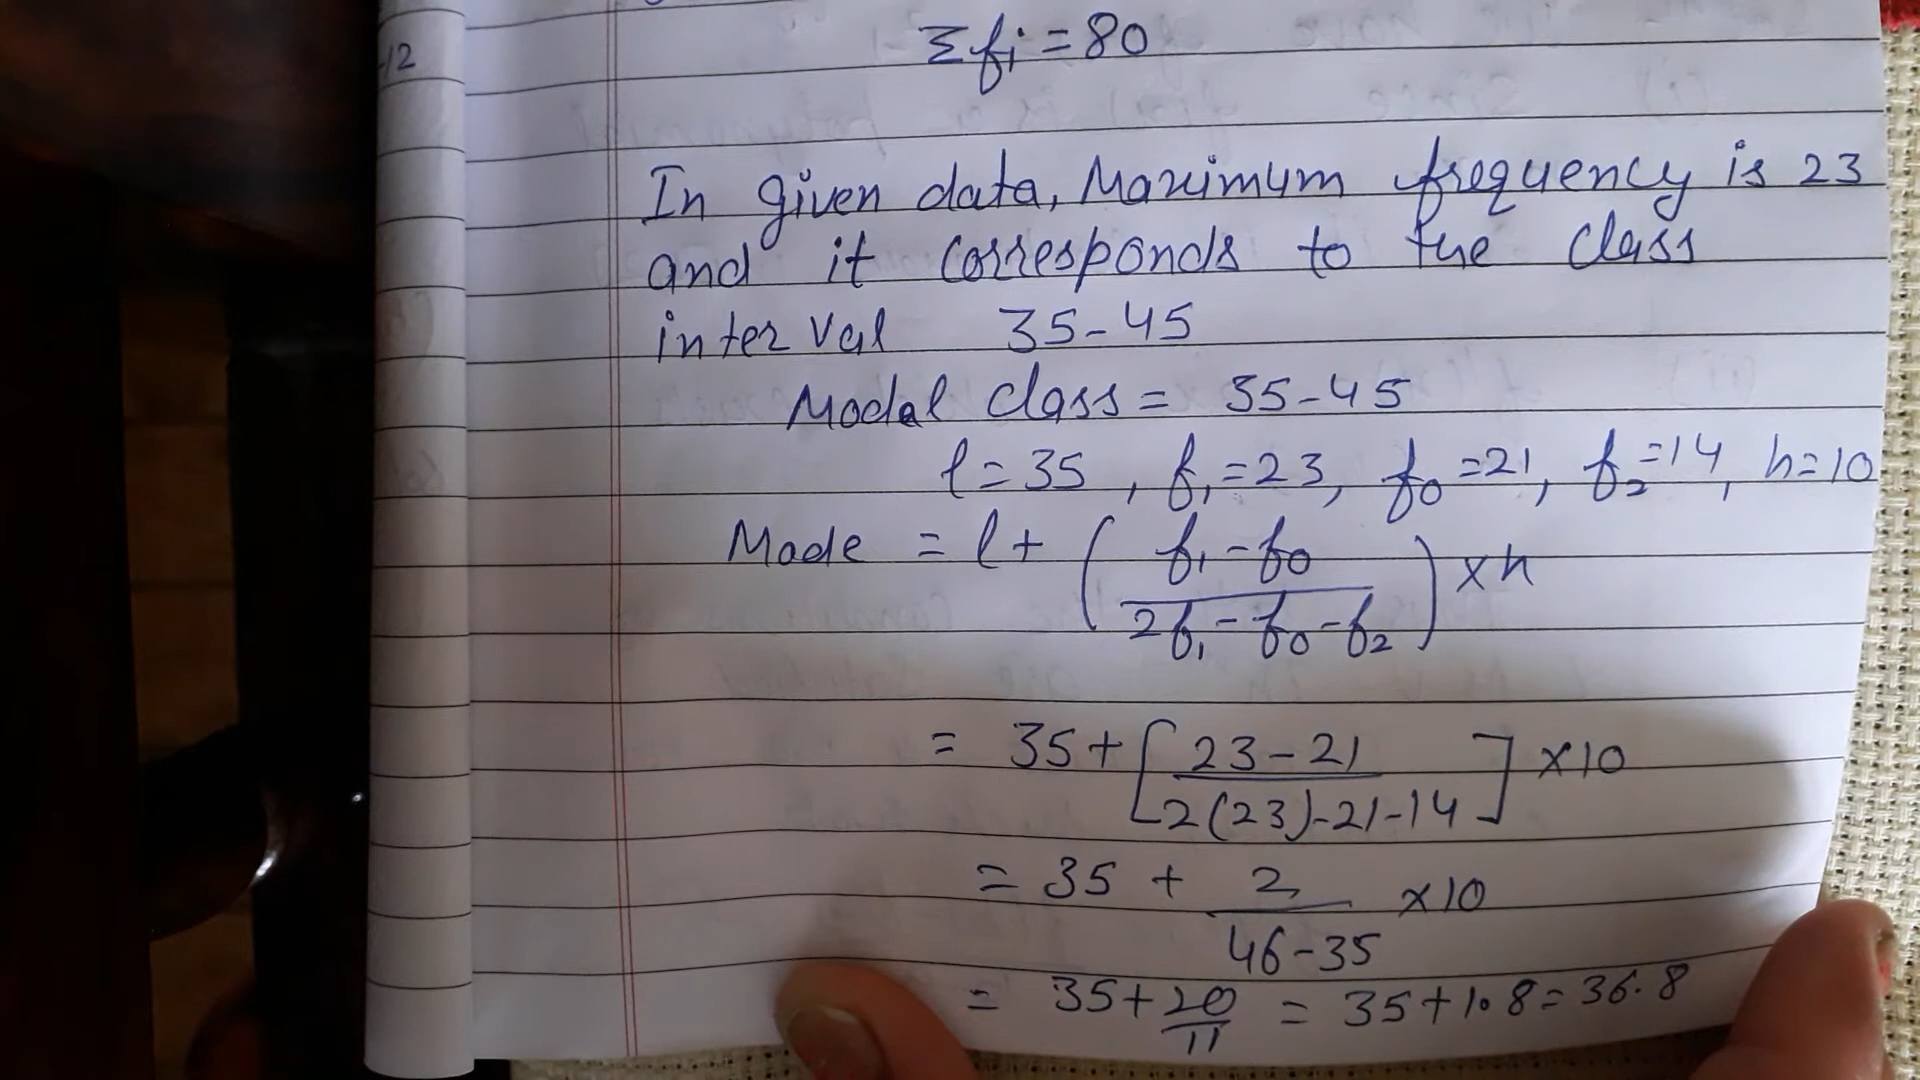 Σfi = 80
-12
In given data, Maximum frequency is 23
and it corresponds to the class
interval 35-45
Modal class = 35-45
l = 35, f₁ = 23, f₀ = 21, f₂ = 14, h = 10
Mode = l + (f₁ - f₀ / 2f₁ - f₀ - f₂) × h
= 35 + [23 - 21 / 2(23) - 21 - 14] × 10
= 35 + 2 / 46 - 35 × 10
= 35 + 20/11 = 35 + 1.8 = 36.8